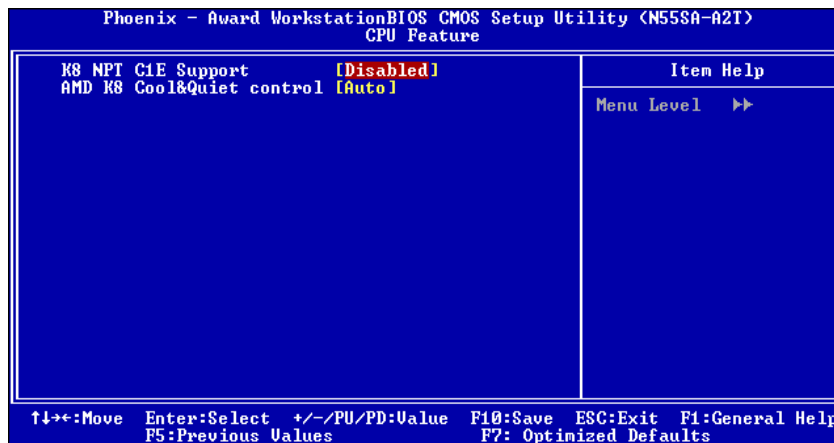 Phoenix - Award WorkstationBIOS CMOS Setup Utility (N55SA-A2T)
CPU Feature
K8 NPT C1E Support [Disabled]
AMD K8 Cool&Quiet control [Auto]
Item Help
Menu Level ▶▶
↑↓→←:Move Enter:Select +/-/PU/PD:Value F10:Save ESC:Exit F1:General Help
F5:Previous Values F7: Optimized Defaults